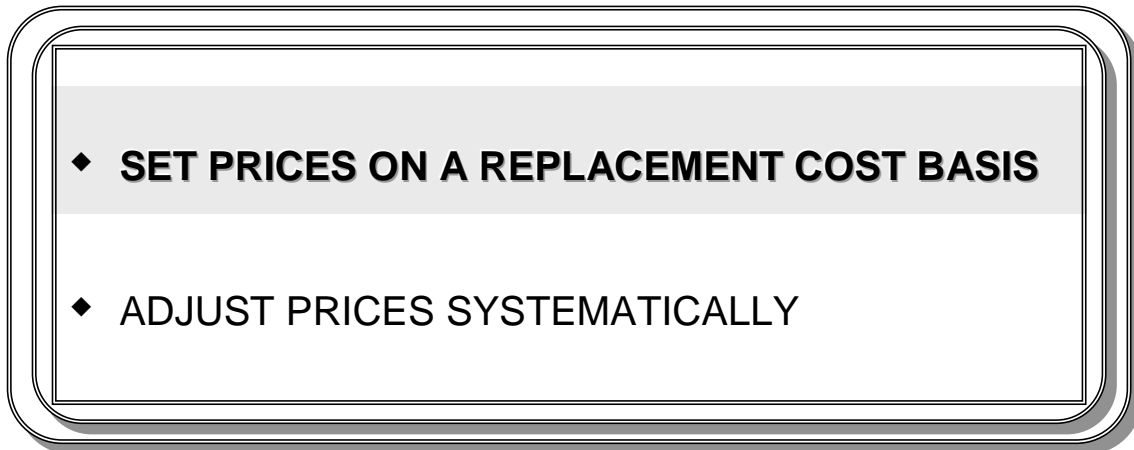 ◆ SET PRICES ON A REPLACEMENT COST BASIS
◆ ADJUST PRICES SYSTEMATICALLY